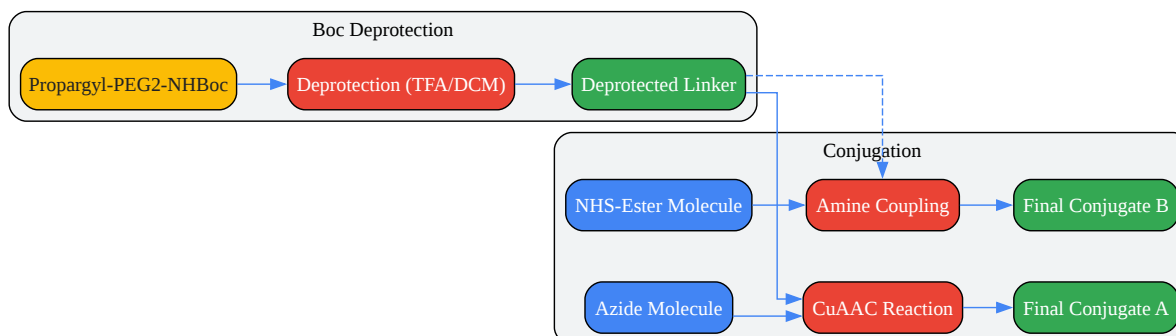 Boc Deprotection
Propargyl-PEG2-NHBoc
Deprotection (TFA/DCM)
Deprotected Linker
Conjugation
NHS-Ester Molecule
Amine Coupling
Final Conjugate B
Azide Molecule
CuAAC Reaction
Final Conjugate A